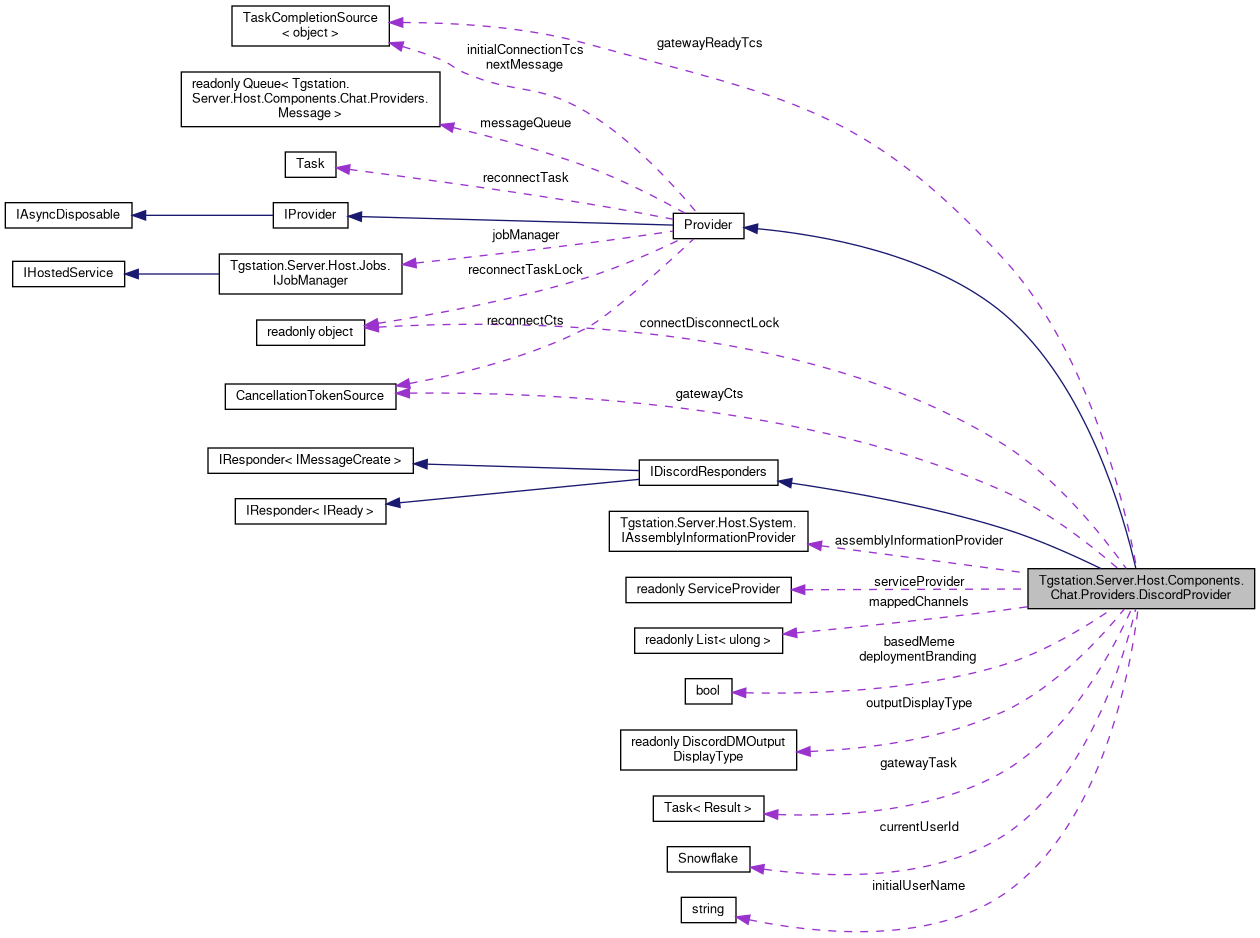 TaskCompletionSource
< object >
gatewayReadyTcs
initialConnectionTcs
nextMessage
readonly Queue< Tgstation.
Server.Host.Components.Chat.Providers.
Message >
messageQueue
Task
reconnectTask
IAsyncDisposable
IProvider
Provider
jobManager
IHostedService
Tgstation.Server.Host.Jobs.
IJobManager
reconnectTaskLock
readonly object
reconnectCts
connectDisconnectLock
CancellationTokenSource
gatewayCts
IResponder< IMessageCreate >
IDiscordResponders
IResponder< IReady >
Tgstation.Server.Host.System.
IAssemblyInformationProvider
assemblyInformationProvider
Tgstation.Server.Host.Components.
Chat.Providers.DiscordProvider
readonly ServiceProvider
serviceProvider
mappedChannels
readonly List< ulong >
basedMeme
deploymentBranding
bool
outputDisplayType
readonly DiscordDMOutput
DisplayType
gatewayTask
Task< Result >
currentUserId
Snowflake
initialUserName
string